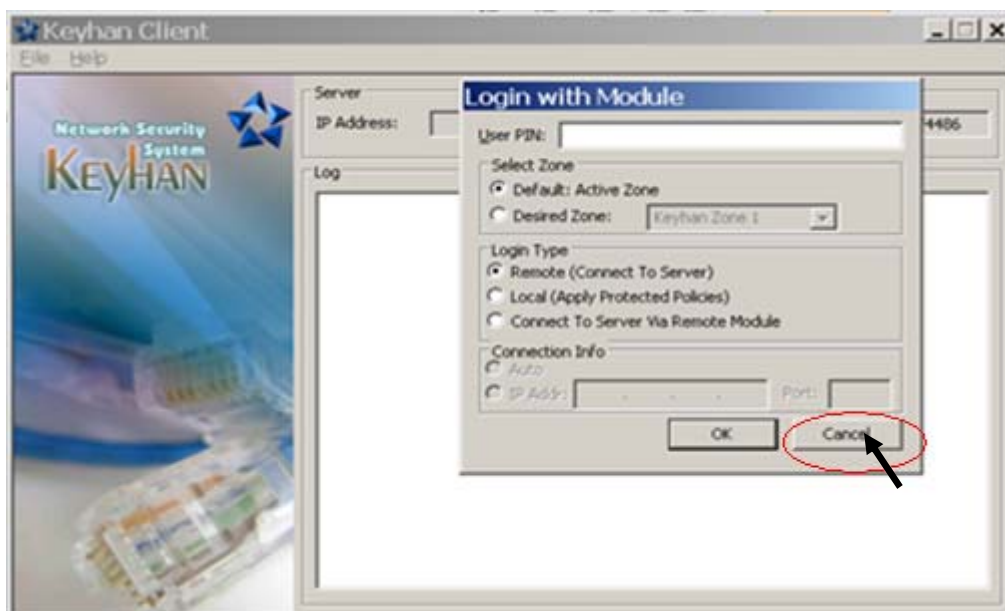 Keyhan Client
File Help
Network Security
System
KEYHAN
Server
IP Address:
4486
Log
Login with Module
User PIN:
Select Zone
Default: Active Zone
Desired Zone: Keyhan Zone 1
Login Type
Remote (Connect To Server)
Local (Apply Protected Policies)
Connect To Server Via Remote Module
Connection Info
Auto
IP Addr: . . . Port:
OK Cancel